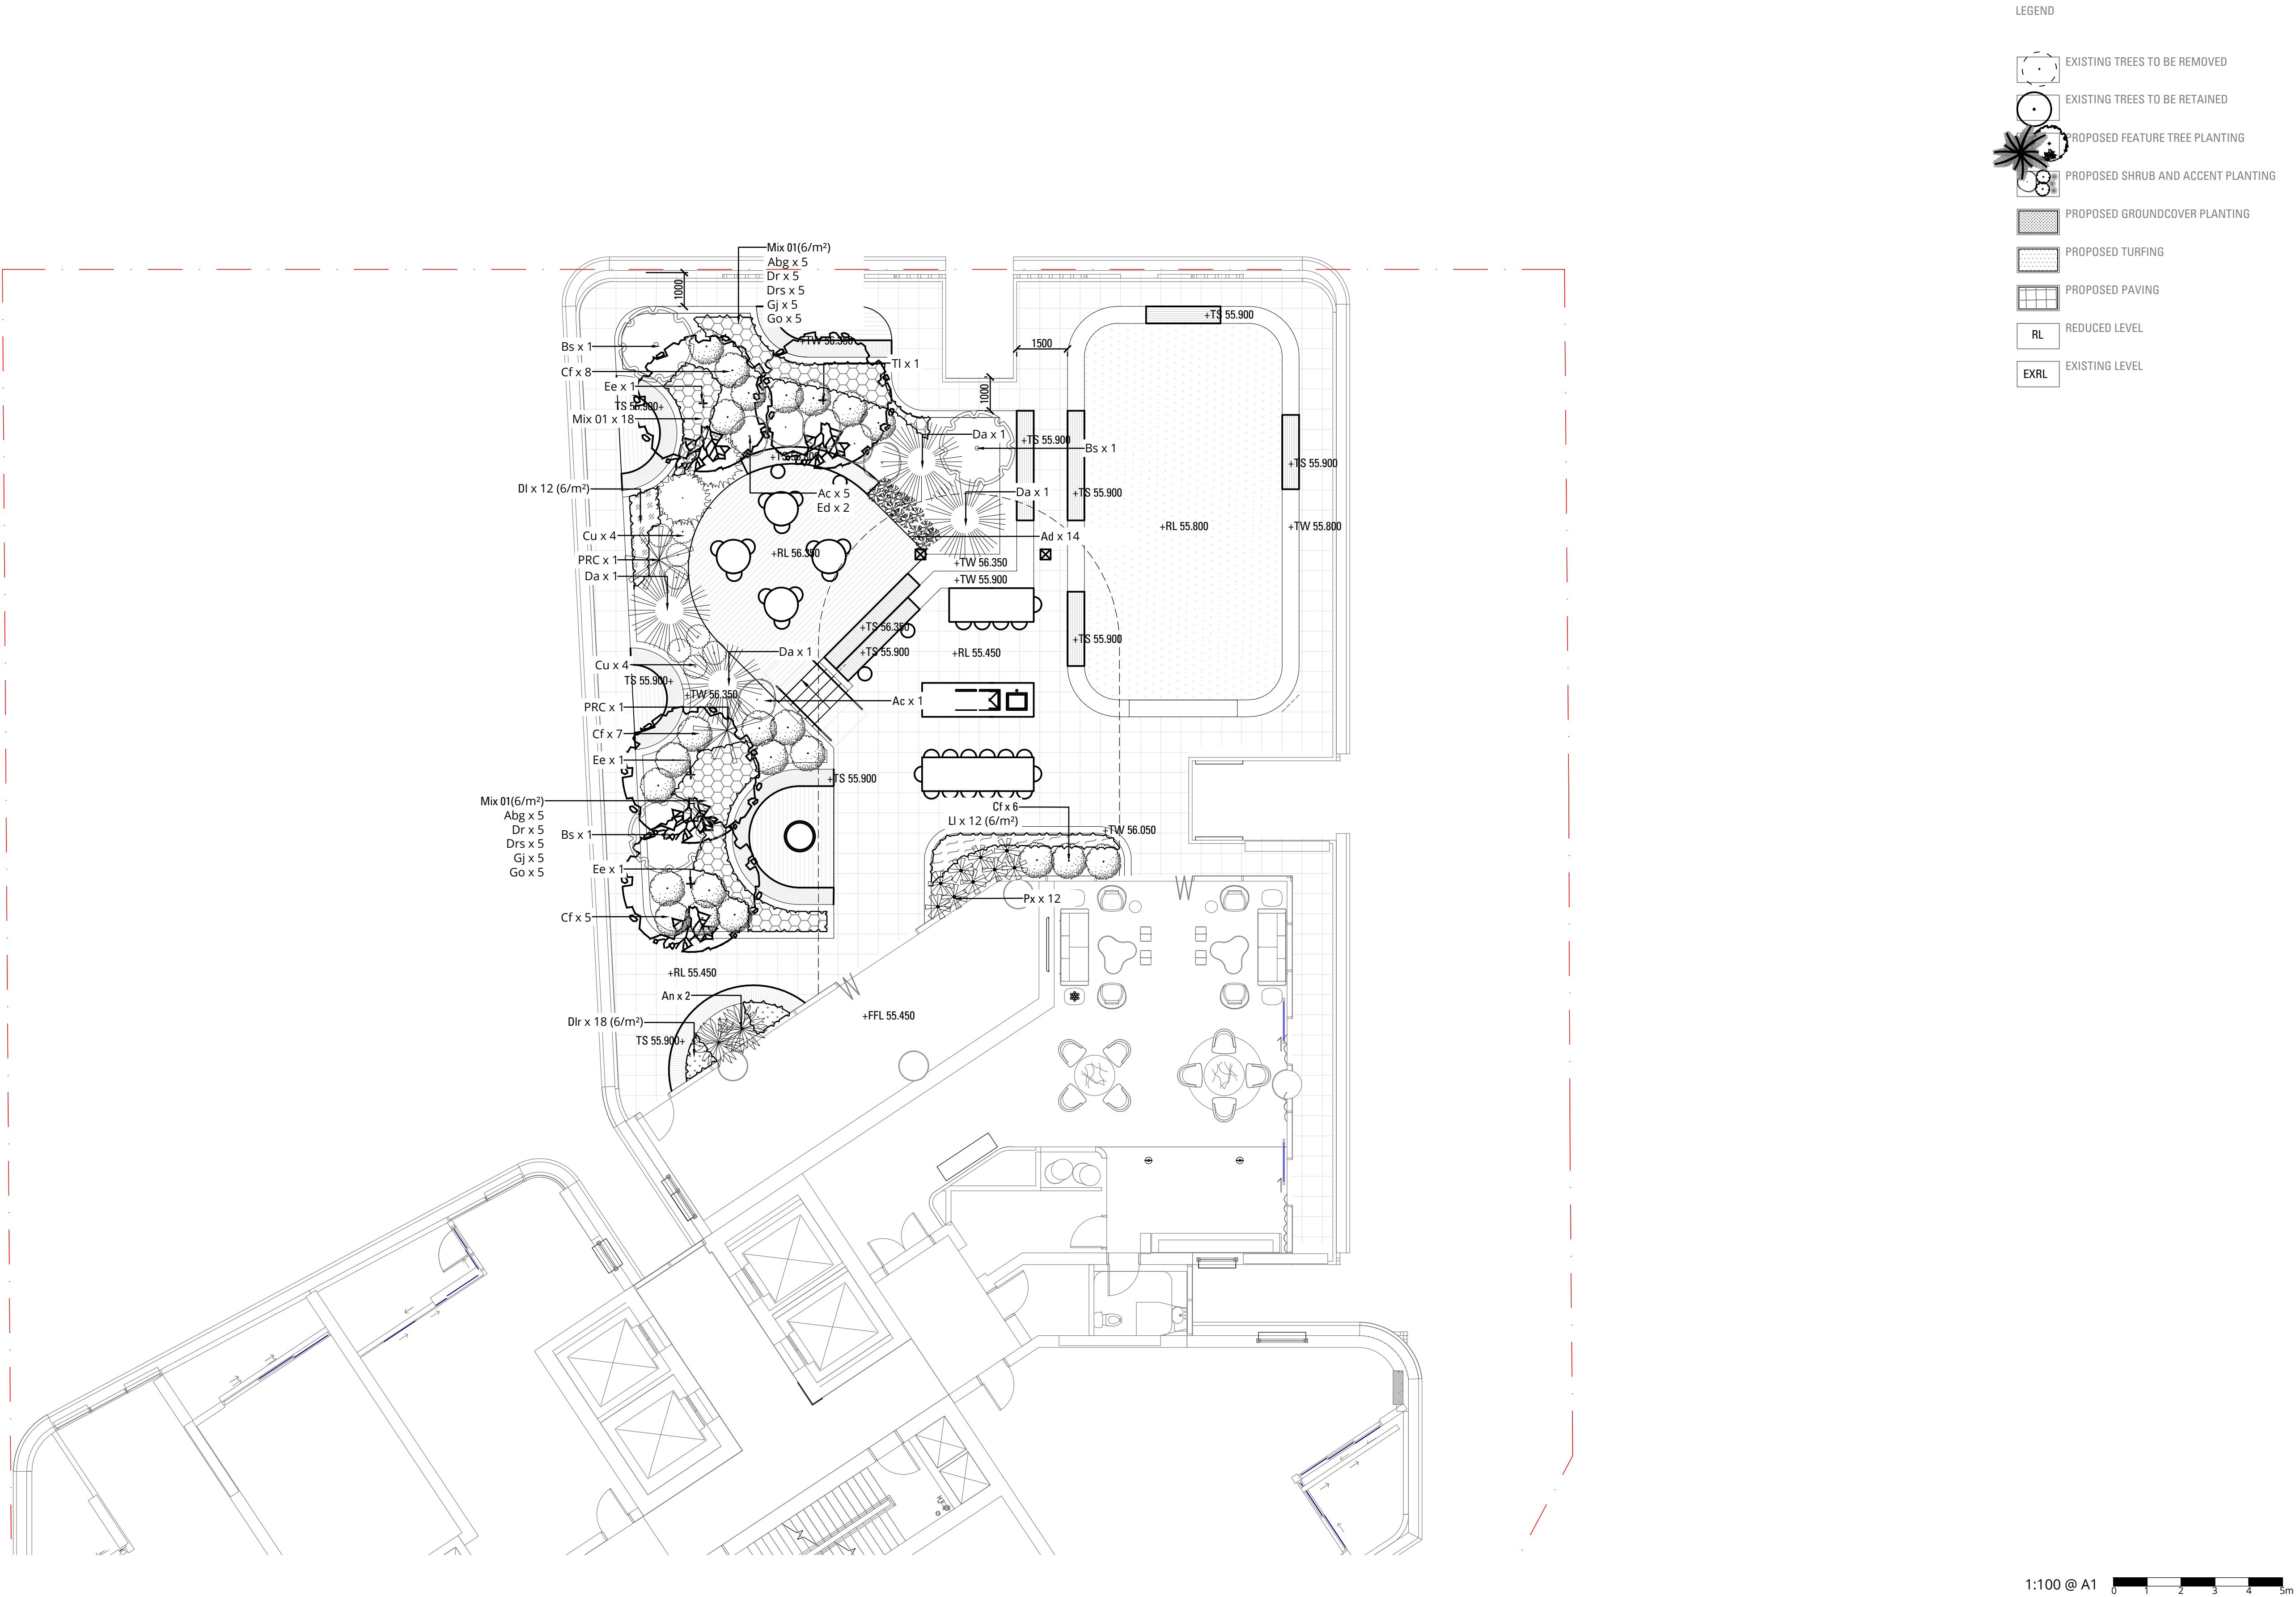 LEGEND
EXISTING TREES TO BE REMOVED
EXISTING TREES TO BE RETAINED
PROPOSED FEATURE TREE PLANTING
PROPOSED SHRUB AND ACCENT PLANTING
PROPOSED GROUNDCOVER PLANTING
PROPOSED TURFING
PROPOSED PAVING
RL
REDUCED LEVEL
EXRL
EXISTING LEVEL
Mix 01(6/m²)
Abg x 5
Dr x 5
Drs x 5
Gj x 5
Go x 5
1000
+TS 55.900
Bs x 1
1500
Tl x 1
Cf x 8
Ee x 1
1000
TS 55.900+
Mix 01 x 18
Da x 1
+TS 55.900
Bs x 1
+TS 55.900
Dl x 12 (6/m²)
Ac x 5
Ed x 2
Da x 1
+TS 55.900
+RL 55.800
+TW 55.800
Cu x 4
Ad x 14
+RL 56.350
PRC x 1
+TW 56.350
Da x 1
+TW 55.900
+TS 56.350
+TS 55.900
+TS 55.900
+RL 55.450
Da x 1
Cu x 4
TS 55.900+
+TW 56.350
Ac x 1
PRC x 1
Cf x 7
Ee x 1
+TS 55.900
Mix 01(6/m²)
Abg x 5
Dr x 5
Drs x 5
Gj x 5
Go x 5
Cf x 6
Ll x 12 (6/m²)
+TW 56.050
Bs x 1
Ee x 1
Px x 12
Cf x 5
+RL 55.450
An x 2
+FFL 55.450
Dlr x 18 (6/m²)
TS 55.900+
1:100 @ A1
0 1 2 3 4 5m